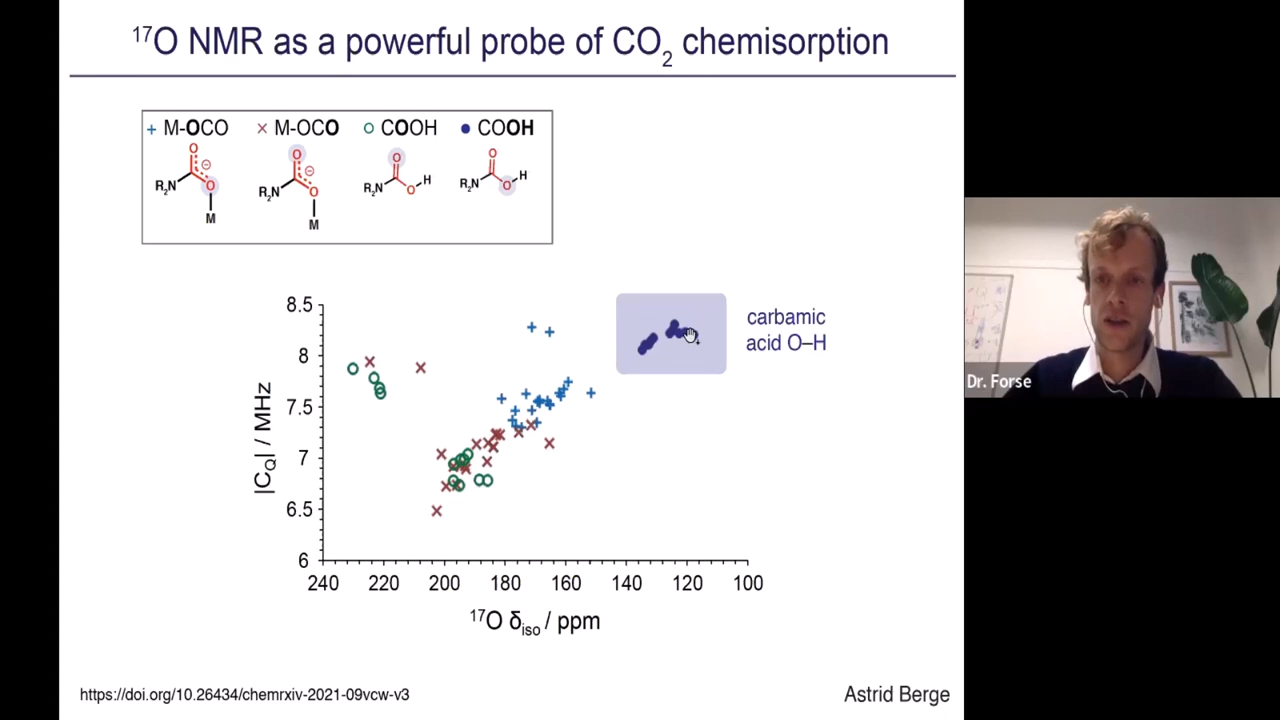 ¹⁷O NMR as a powerful probe of CO₂ chemisorption
+ M-OCO × M-OCO ○ COOH ● COOH
O O O O
R₂N O R₂N O R₂N O H R₂N O H
M M
8.5
8
7.5
7
6.5
6
|C_Q| / MHz
240 220 200 180 160 140 120 100
¹⁷O δ_iso / ppm
carbamic
acid O–H
Dr. Forse
https://doi.org/10.26434/chemrxiv-2021-09vcw-v3
Astrid Berge